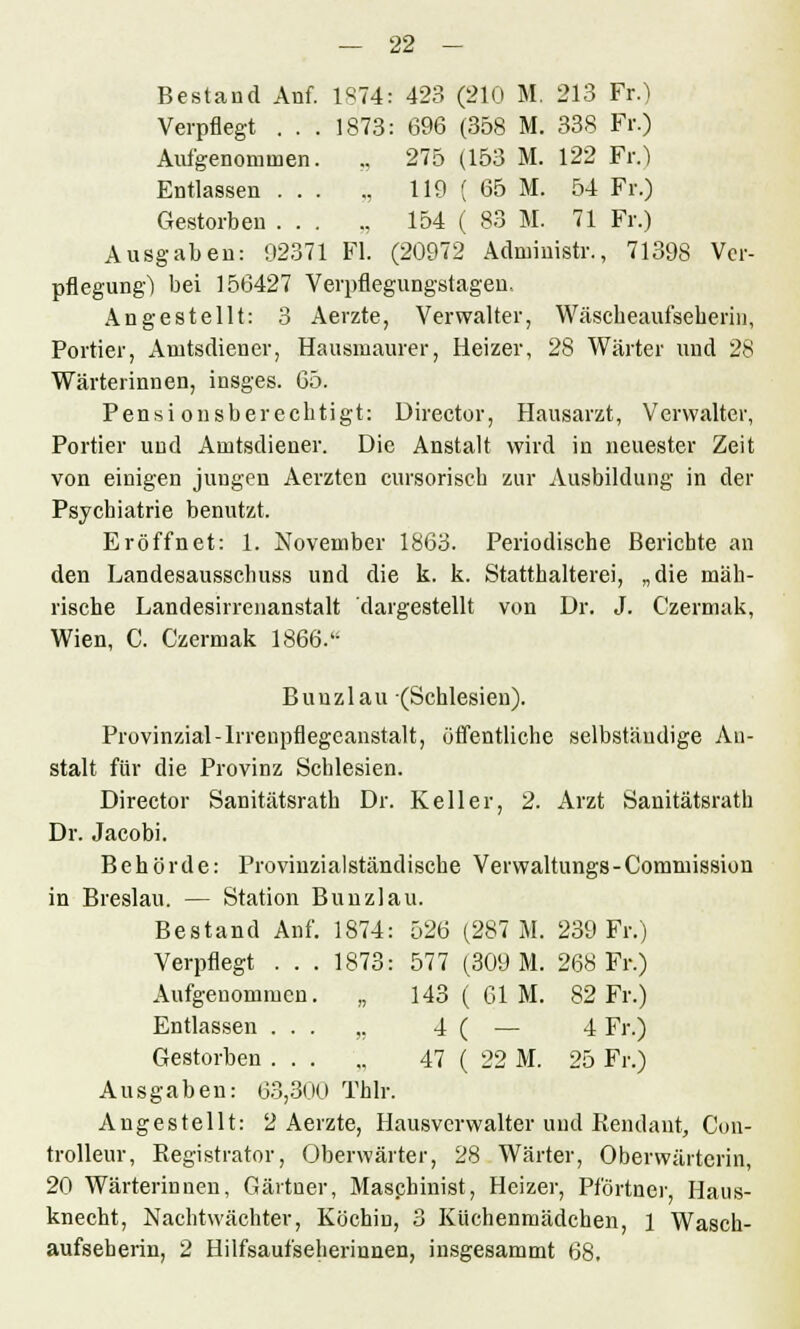 — 22 —
Bestand Anf. 1874: 423 (210 M. 213 Fr.)
Verpflegt . . . 1873: 696 (358 M. 338 Fr.)
Aufgenommen. „ 275 (153 M. 122 Fr.)
Entlassen . . . „ 119 ( 65 M. 54 Fr.)
Gestorben . . . „ 154 ( 83 M. 71 Fr.)
Ausgaben: 92371 Fl. (20972 Administr., 71398 Ver-
pflegung) bei 156427 Verpflegungstagen.
Angestellt: 3 Aerzte, Verwalter, Wäscheaufseherin,
Portier, Amtsdiener, Hausmaurer, Heizer, 28 Wärter und 28
Wärterinnen, insges. 65.
Pensionsberechtigt: Director, Hausarzt, Verwalter,
Portier und Amtsdiener. Die Anstalt wird in neuester Zeit
von einigen jungen Aerzten cursorisch zur Ausbildung in der
Psychiatrie benutzt.
Eröffnet: 1. November 1863. Periodische Berichte an
den Landesausschuss und die k. k. Statthalterei, „die mäh-
rische Landesirrenanstalt dargestellt von Dr. J. Czermak,
Wien, C. Czermak 1866.“
Bunzlau (Schlesien).
Provinzial-Irrenpflegeanstalt, öffentliche selbständige An-
stalt für die Provinz Schlesien.
Director Sanitätsrath Dr. Keller, 2. Arzt Sanitätsrath
Dr. Jacobi.
Behörde: Provinzialständische Verwaltungs-Commission
in Breslau. — Station Bunzlau.
Bestand Anf. 1874: 526 (287 M. 239 Fr.)
Verpflegt . . . 1873: 577 (309 M. 268 Fr.)
Aufgenommen. „ 143 ( 61 M. 82 Fr.)
Entlassen . . . „ 4 ( — 4 Fr.)
Gestorben . . . „ 47 ( 22 M. 25 Fr.)
Ausgaben: 63,300 Thlr.
Angestellt: 2 Aerzte, Hausverwalter und Rendant, Con-
trolleur, Registrator, Oberwärter, 28 Wärter, Oberwärterin,
20 Wärterinnen, Gärtner, Maschinist, Heizer, Pförtner, Haus-
knecht, Nachtwächter, Köchin, 3 Küchenmädchen, 1 Wasch-
aufseherin, 2 Hilfsaufseherinnen, insgesammt 68.